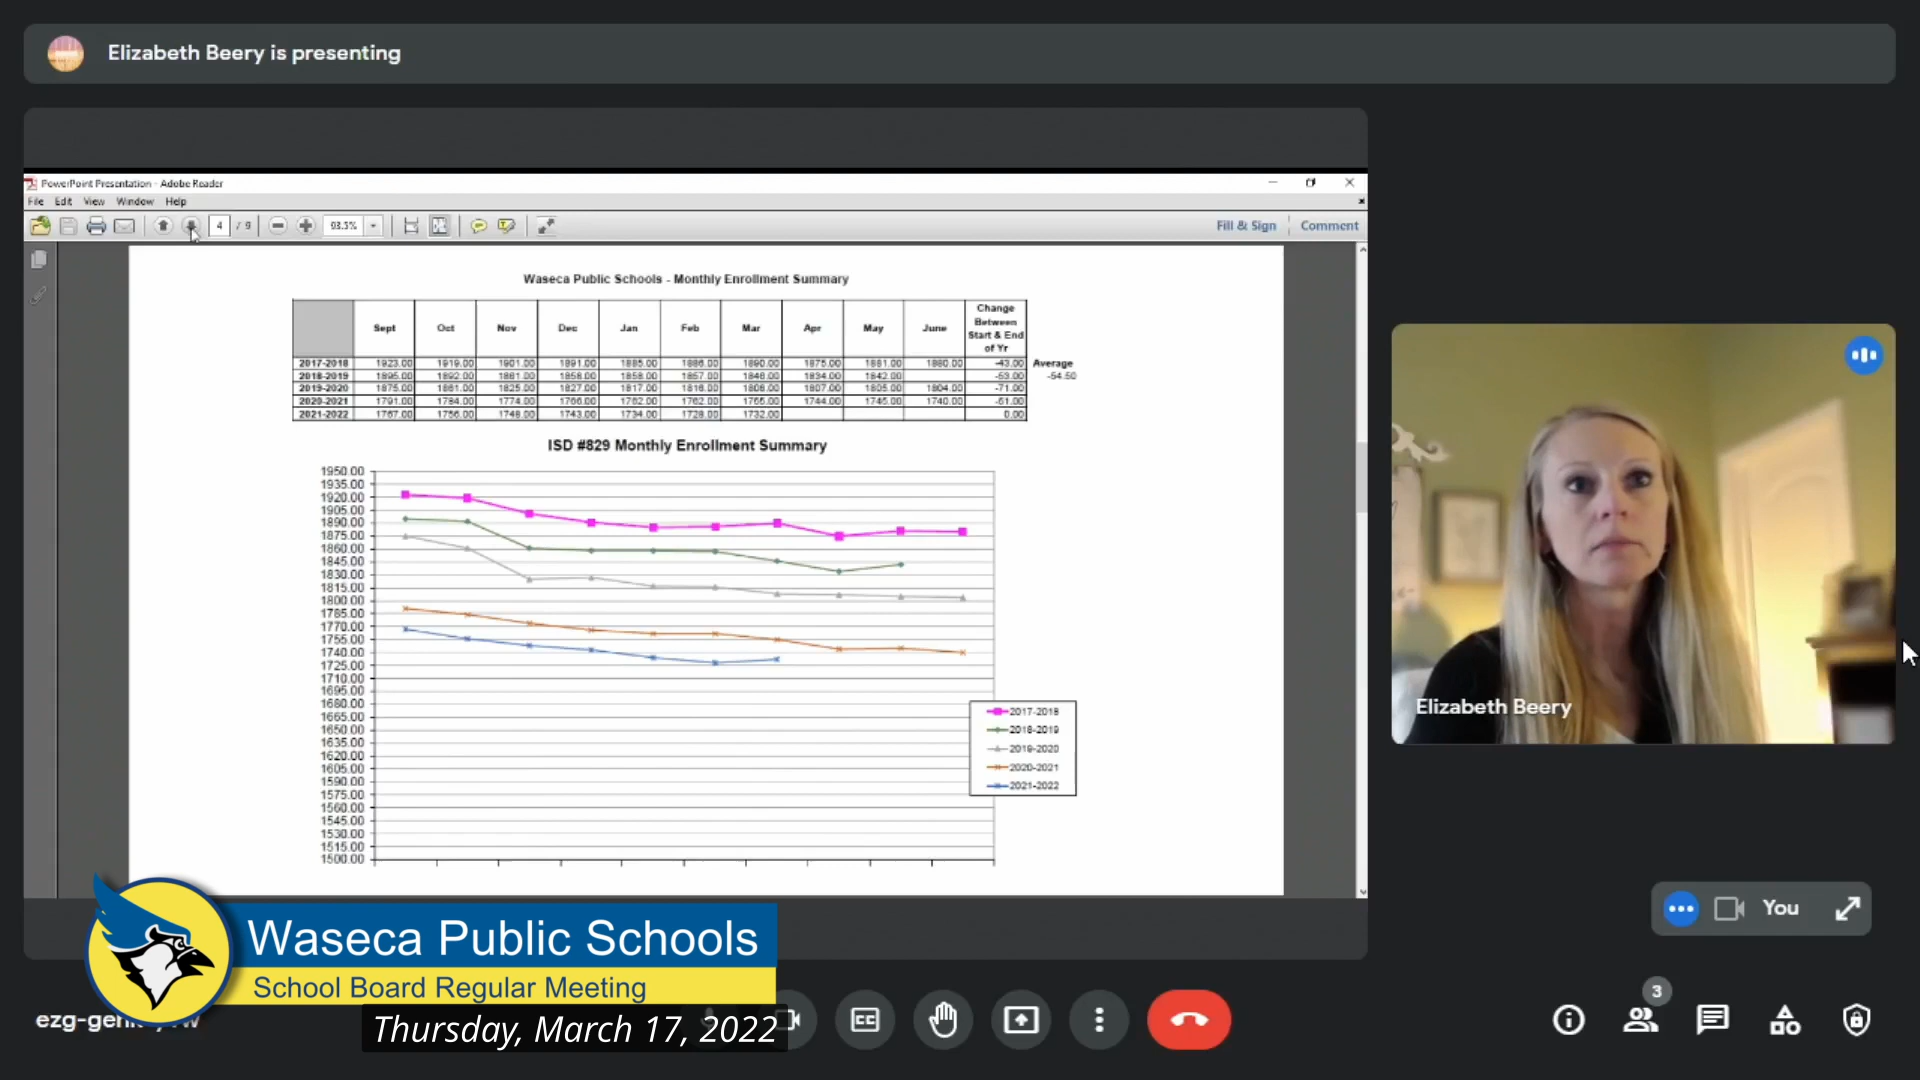 Elizabeth Beery is presenting
PowerPoint Presentation - Adobe Reader
File Edit View Window Help
4 / 9 93.5% Fill & Sign Comment
Waseca Public Schools - Monthly Enrollment Summary
Sept Oct Nov Dec Jan Feb Mar Apr May June Change Between Start & End of Yr
2017-2018 1923.00 1919.00 1901.00 1891.00 1885.00 1886.00 1890.00 1875.00 1881.00 1880.00 -43.00 Average
2018-2019 1895.00 1892.00 1861.00 1858.00 1858.00 1857.00 1846.00 1834.00 1842.00 -53.00 -54.50
2019-2020 1875.00 1861.00 1825.00 1827.00 1817.00 1816.00 1808.00 1807.00 1805.00 1804.00 -71.00
2020-2021 1791.00 1784.00 1774.00 1766.00 1762.00 1762.00 1755.00 1744.00 1745.00 1740.00 -51.00
2021-2022 1767.00 1756.00 1748.00 1743.00 1734.00 1728.00 1732.00 0.00
ISD #829 Monthly Enrollment Summary
1950.00
1935.00
1920.00
1905.00
1890.00
1875.00
1860.00
1845.00
1830.00
1815.00
1800.00
1785.00
1770.00
1755.00
1740.00
1725.00
1710.00
1695.00
1680.00
1665.00
1650.00
1635.00
1620.00
1605.00
1590.00
1575.00
1560.00
1545.00
1530.00
1515.00
1500.00
2017-2018
2018-2019
2019-2020
2020-2021
2021-2022
Elizabeth Beery
You
Waseca Public Schools
School Board Regular Meeting
Thursday, March 17, 2022
CC
3